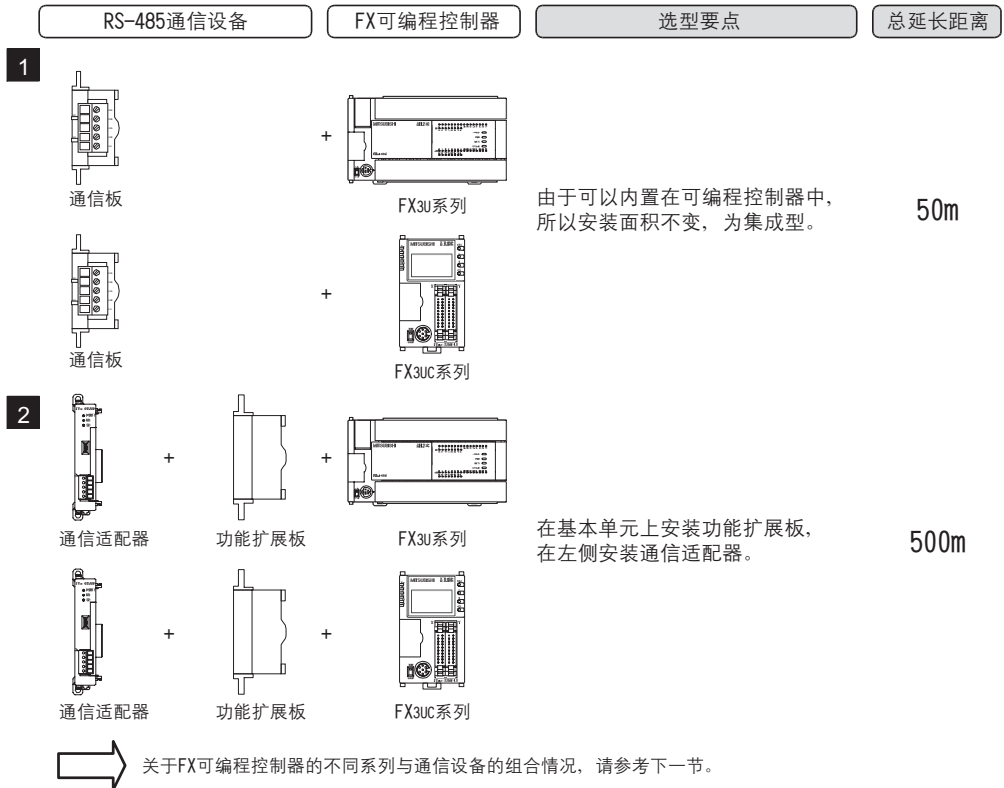 RS-485通信设备
FX可编程控制器
选型要点
总延长距离
1
+
通信板
FX3U系列
由于可以内置在可编程控制器中，
所以安装面积不变，为集成型。
50m
+
通信板
FX3UC系列
2
+
+
通信适配器
功能扩展板
FX3U系列
在基本单元上安装功能扩展板，
在左侧安装通信适配器。
500m
+
+
通信适配器
功能扩展板
FX3UC系列
关于FX可编程控制器的不同系列与通信设备的组合情况，请参考下一节。